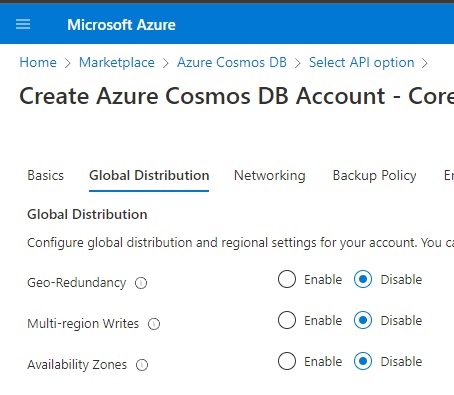 Microsoft Azure
Home > Marketplace > Azure Cosmos DB > Select API option >
Create Azure Cosmos DB Account - Core
Basics Global Distribution Networking Backup Policy
Global Distribution
Configure global distribution and regional settings for your account. You
Geo-Redundancy Enable Disable
Multi-region Writes Enable Disable
Availability Zones Enable Disable